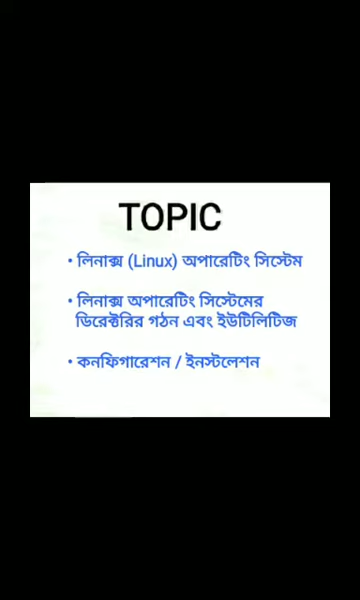 TOPIC
• লিনাক্স (Linux) অপারেটিং সিস্টেম
• লিনাক্স অপারেটিং সিস্টেমের
ডিরেক্টরির গঠন এবং ইউটিলিটিজ
• কনফিগারেশন / ইনস্টলেশন